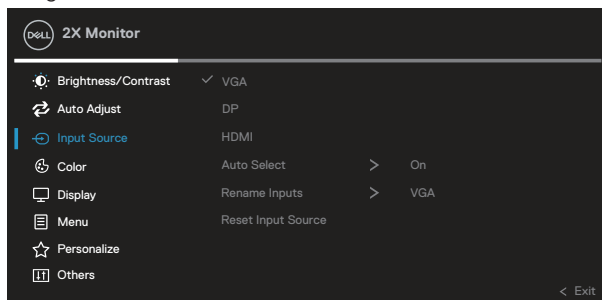 DELL 2X Monitor
Brightness/Contrast VGA
Auto Adjust DP
Input Source HDMI
Color Auto Select > On
Display Rename Inputs > VGA
Menu Reset Input Source
Personalize
Others
< Exit